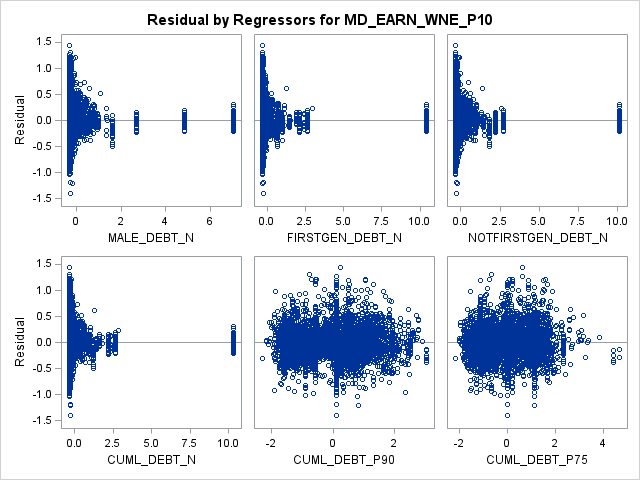 Residual by Regressors for MD_EARN_WNE_P10
1.5
1.0
0.5
0.0
-0.5
-1.0
-1.5
Residual
0 2 4 6
MALE_DEBT_N
0.0 2.5 5.0 7.5 10.0
FIRSTGEN_DEBT_N
0.0 2.5 5.0 7.5 10.0
NOTFIRSTGEN_DEBT_N
1.5
1.0
0.5
0.0
-0.5
-1.0
-1.5
Residual
0.0 2.5 5.0 7.5 10.0
CUML_DEBT_N
-2 0 2
CUML_DEBT_P90
-2 0 2 4
CUML_DEBT_P75